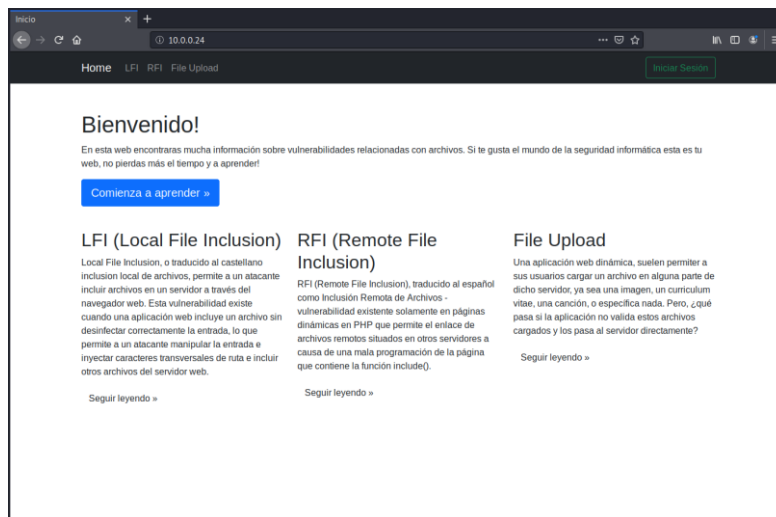 Inicio
10.0.0.24
Home LFI RFI File Upload Iniciar Sesión
Bienvenido!
En esta web encontraras mucha información sobre vulnerabilidades relacionadas con archivos. Si te gusta el mundo de la seguridad informática esta es tu
web, no pierdas más el tiempo y a aprender!
Comienza a aprender »
LFI (Local File Inclusion)
Local File Inclusion, o traducido al castellano
inclusion local de archivos, permite a un atacante
incluir archivos en un servidor a través del
navegador web. Esta vulnerabilidad existe
cuando una aplicación web incluye un archivo sin
desinfectar correctamente la entrada, lo que
permite a un atacante manipular la entrada e
inyectar caracteres transversales de ruta e incluir
otros archivos del servidor web.
Seguir leyendo »
RFI (Remote File
Inclusion)
RFI (Remote File Inclusion), traducido al español
como Inclusión Remota de Archivos -
vulnerabilidad existente solamente en páginas
dinámicas en PHP que permite el enlace de
archivos remotos situados en otros servidores a
causa de una mala programación de la página
que contiene la función include().
Seguir leyendo »
File Upload
Una aplicación web dinámica, suelen permiter a
sus usuarios cargar un archivo en alguna parte de
dicho servidor, ya sea una imagen, un curriculum
vitae, una canción, o específica nada. Pero, ¿qué
pasa si la aplicación no valida estos archivos
cargados y los pasa al servidor directamente?
Seguir leyendo »